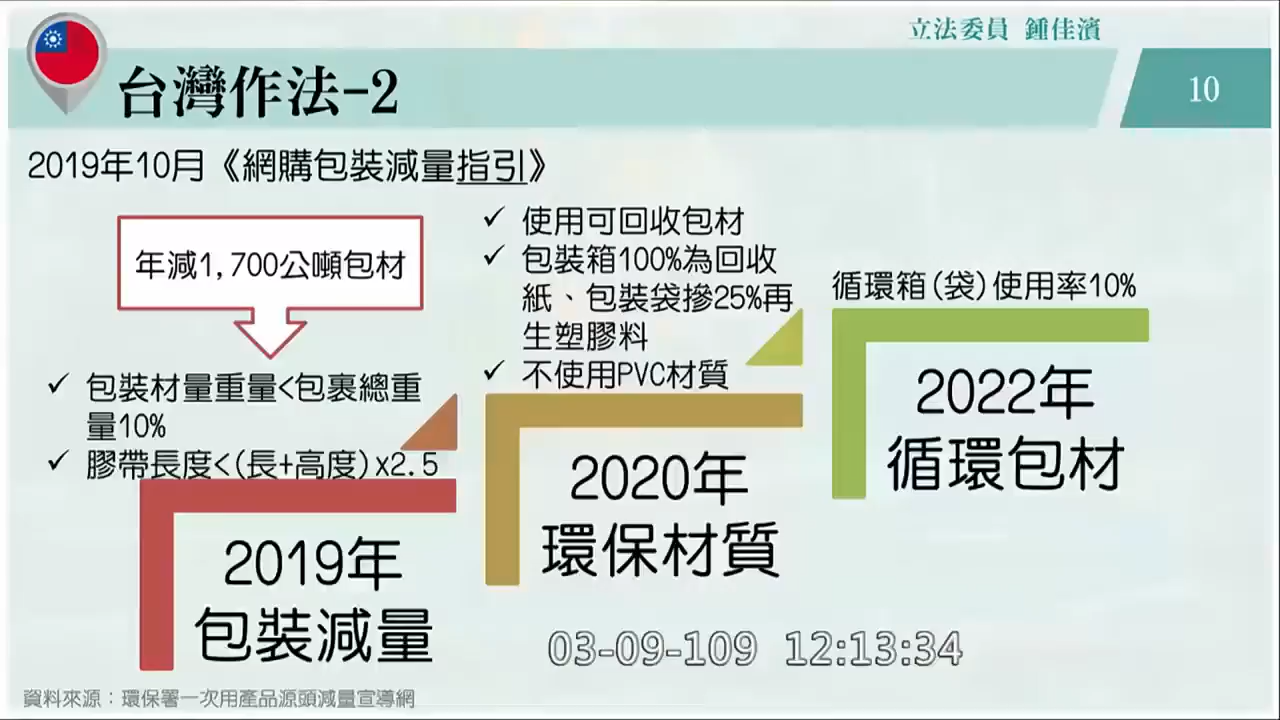 立法委員 鍾佳濱
台灣作法-2
10
2019年10月《網購包裝減量指引》
年減1,700公噸包材
✓ 包裝材量重量<包裹總重
量10%
✓ 膠帶長度<(長+高度)x2.5
2019年
包裝減量
✓ 使用可回收包材
✓ 包裝箱100%為回收
紙、包裝袋摻25%再
生塑膠料
✓ 不使用PVC材質
2020年
環保材質
循環箱(袋)使用率10%
2022年
循環包材
03-09-109 12:13:34
資料來源：環保署一次用產品源頭減量宣導網